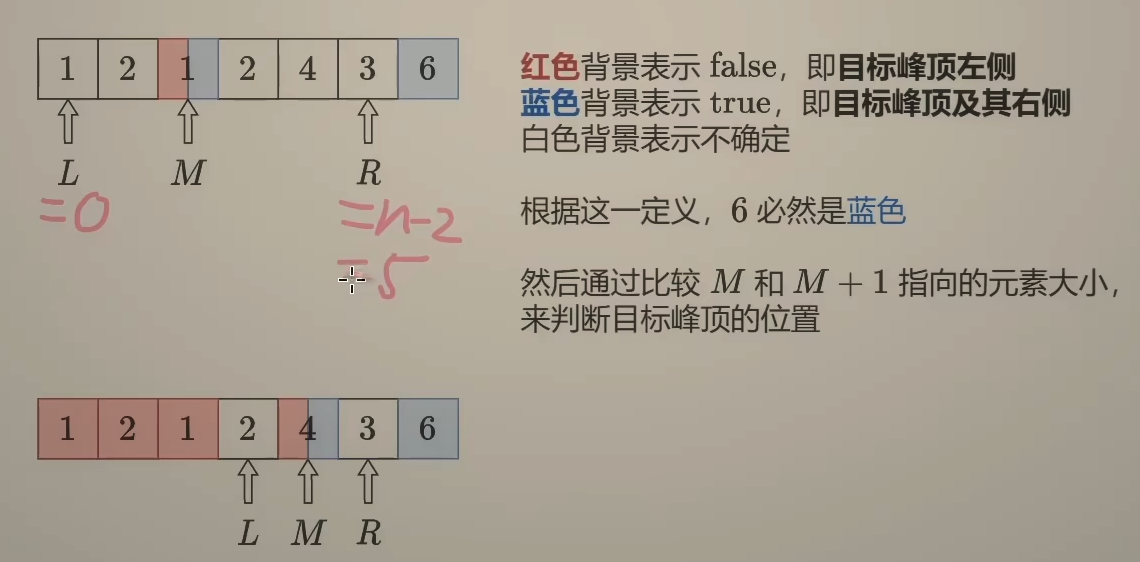 1 2 1 2 4 3 6
L M R
=0
=n-2
=5
红色背景表示 false，即目标峰顶左侧
蓝色背景表示 true，即目标峰顶及其右侧
白色背景表示不确定
根据这一定义，6 必然是蓝色
然后通过比较 M 和 M + 1 指向的元素大小，
来判断目标峰顶的位置
1 2 1 2 4 3 6
L M R